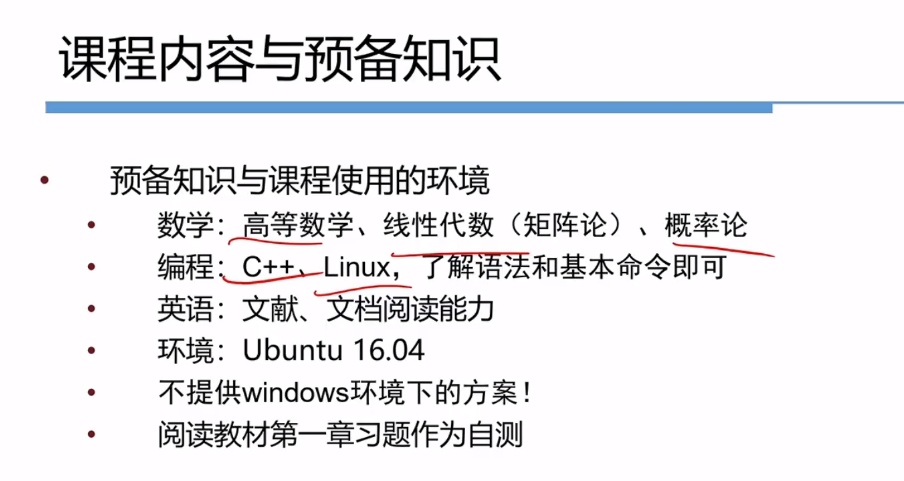 课程内容与预备知识
• 预备知识与课程使用的环境
• 数学：高等数学、线性代数（矩阵论）、概率论
• 编程：C++、Linux，了解语法和基本命令即可
• 英语：文献、文档阅读能力
• 环境：Ubuntu 16.04
• 不提供windows环境下的方案！
• 阅读教材第一章习题作为自测